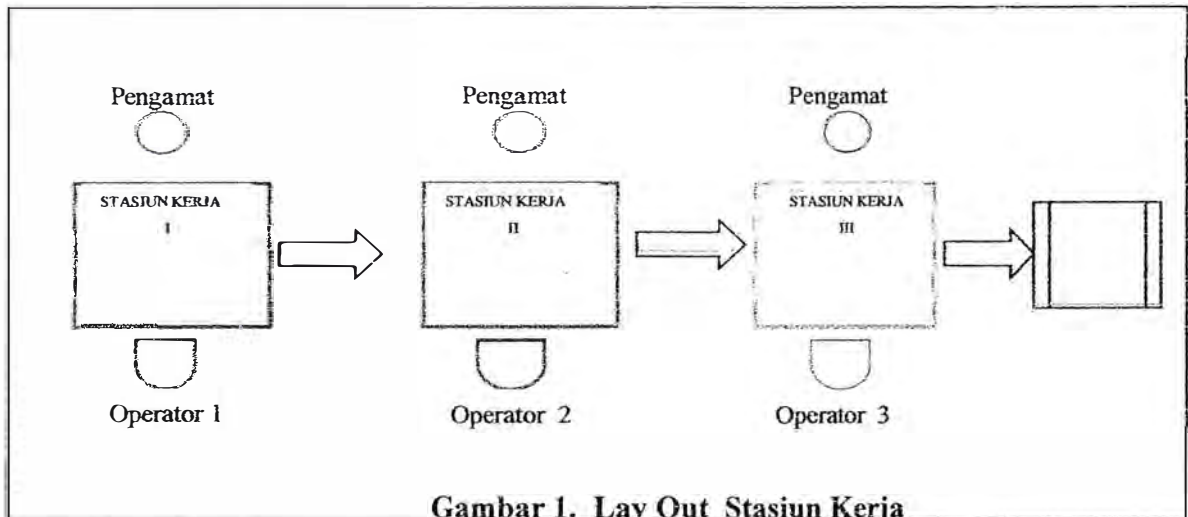 Pengamat Pengamat Pengamat
STASIUN KERJA
I
STASIUN KERJA
II
STASIUN KERJA
III
Operator 1 Operator 2 Operator 3
Gambar 1. Lay Out Stasiun Kerja